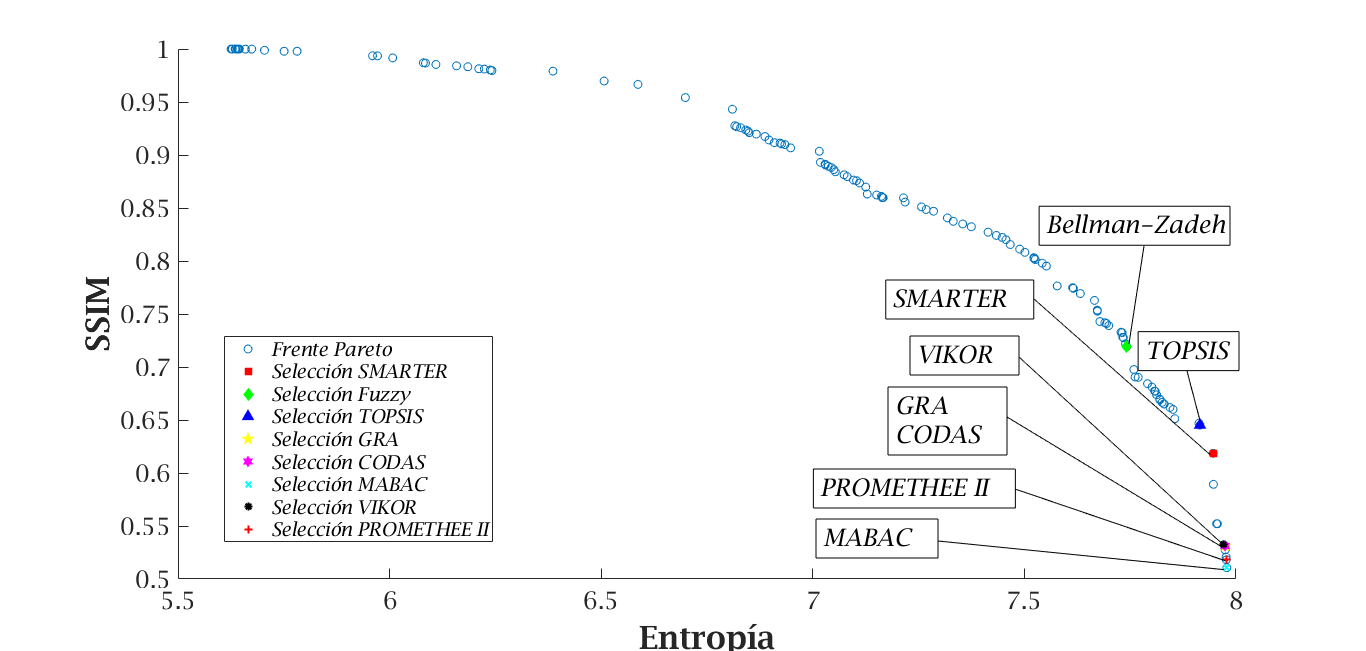 1
0.95
0.9
0.85
0.8
0.75
0.7
0.65
0.6
0.55
0.5
SSIM
5.5
6
6.5
7
7.5
8
Entropía
Bellman-Zadeh
SMARTER
TOPSIS
VIKOR
GRA
CODAS
PROMETHEE II
MABAC
Frente Pareto
Selección SMARTER
Selección Fuzzy
Selección TOPSIS
Selección GRA
Selección CODAS
Selección MABAC
Selección VIKOR
Selección PROMETHEE II